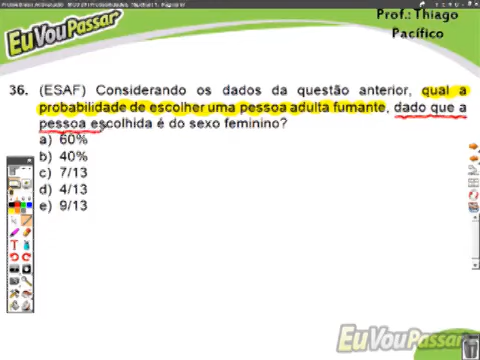 Prof.: Thiago
Pacífico
EuVouPassar
36. (ESAF) Considerando os dados da questão anterior, qual a
probabilidade de escolher uma pessoa adulta fumante, dado que a
pessoa escolhida é do sexo feminino?
a) 60%
b) 40%
c) 7/13
d) 4/13
e) 9/13
EuVouPassar